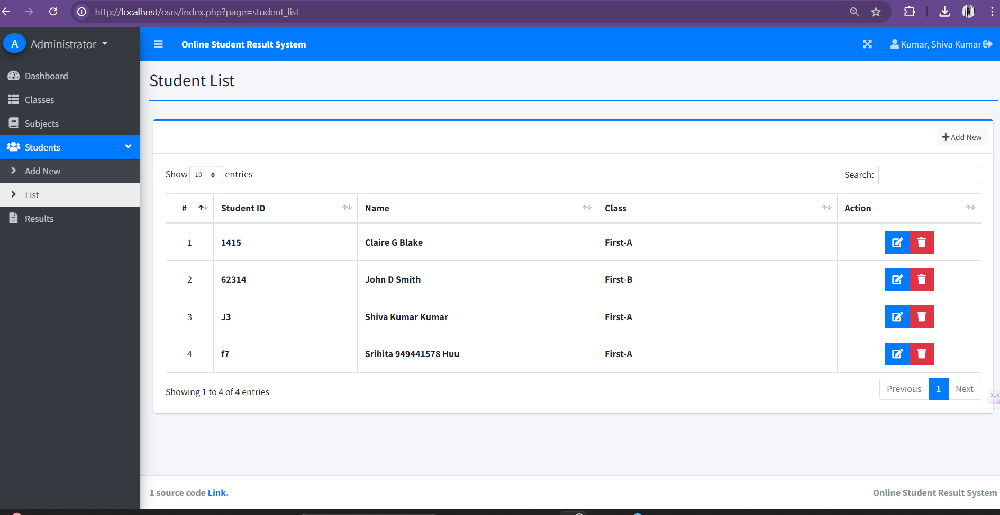 http://localhost/osrs/index.php?page=student_list
A Administrator
Online Student Result System
Kumar, Shiva Kumar
Dashboard
Classes
Subjects
Students
Add New
List
Results
Student List
Add New
Show 10 entries
Search:
# Student ID Name Class Action
1 1415 Claire G Blake First-A
2 62314 John D Smith First-B
3 J3 Shiva Kumar Kumar First-A
4 f7 Srihita 949441578 Huu First-A
Showing 1 to 4 of 4 entries
Previous 1 Next
1 source code Link.
Online Student Result System